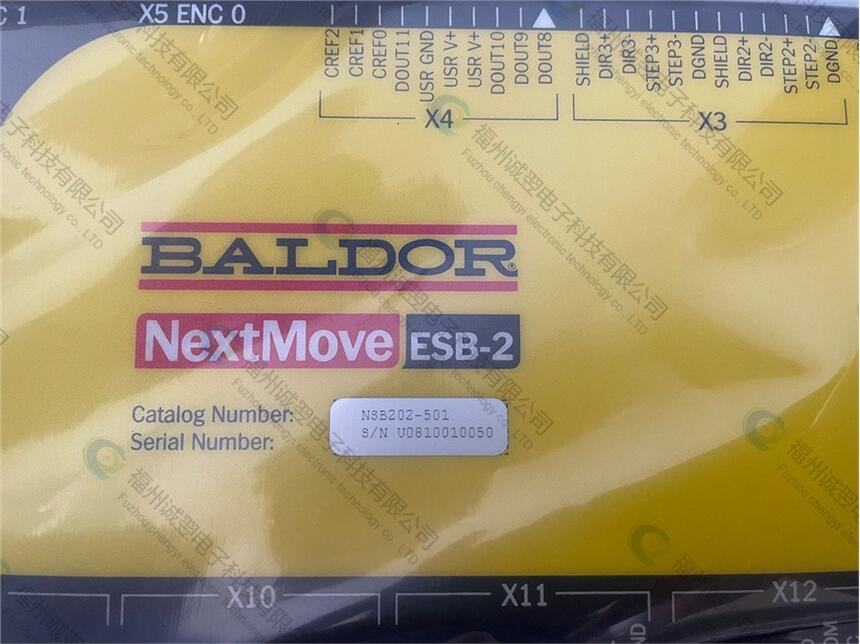 C 1
X5 ENC 0
CREF2
CREF1
CREF0
DOUT11
USR GND
USR V+
USR V+
DOUT10
DOUT9
DOUT8
SHIELD
DIR3+
DIR3-
STEP3+
STEP3-
DGND
SHIELD
DIR2+
DIR2-
STEP2+
STEP2-
DGND
X4
X3
BALDOR®
NextMove ESB-2
Catalog Number: NSB202-501
Serial Number: S/N U0810010050
X10
X11
X12
福州诚翌电子科技有限公司
Fuzhou chengyi electronic technology co., LTD